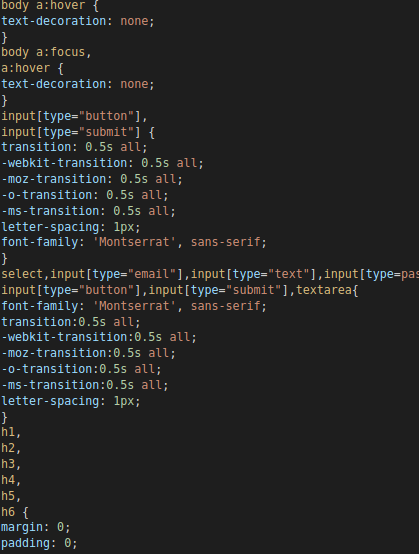 body a:hover {
text-decoration: none;
}
body a:focus,
a:hover {
text-decoration: none;
}
input[type="button"],
input[type="submit"] {
transition: 0.5s all;
-webkit-transition: 0.5s all;
-moz-transition: 0.5s all;
-o-transition: 0.5s all;
-ms-transition: 0.5s all;
letter-spacing: 1px;
font-family: 'Montserrat', sans-serif;
}
select,input[type="email"],input[type="text"],input[type=pas
input[type="button"],input[type="submit"],textarea{
font-family: 'Montserrat', sans-serif;
transition:0.5s all;
-webkit-transition:0.5s all;
-moz-transition:0.5s all;
-o-transition:0.5s all;
-ms-transition:0.5s all;
letter-spacing: 1px;
}
h1,
h2,
h3,
h4,
h5,
h6 {
margin: 0;
padding: 0;